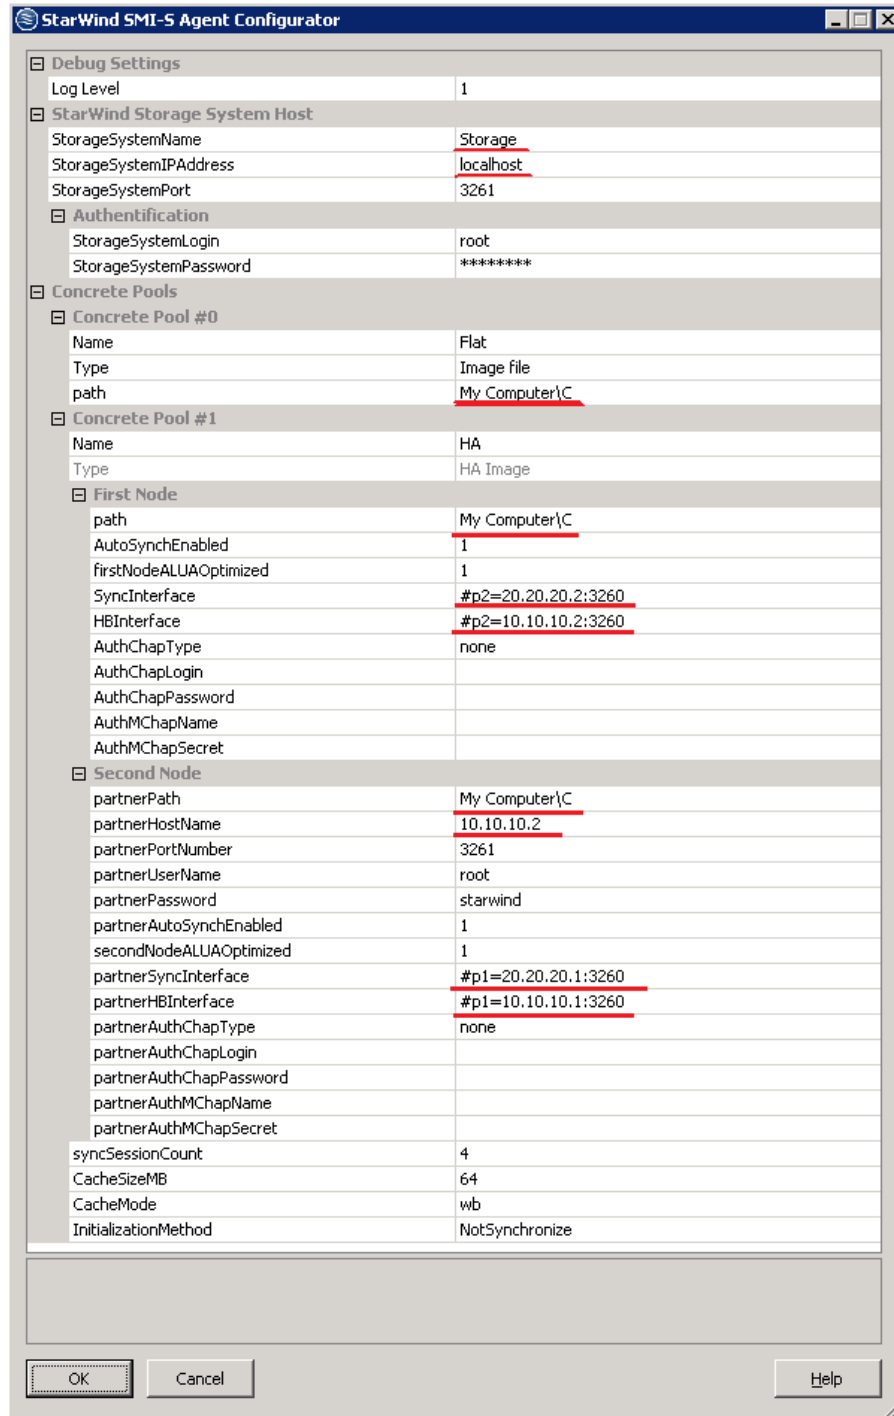 StarWind SMI-S Agent Configurator
Debug Settings
Log Level 1
StarWind Storage System Host
StorageSystemName Storage
StorageSystemIPAddress localhost
StorageSystemPort 3261
Authentification
StorageSystemLogin root
StorageSystemPassword ********
Concrete Pools
Concrete Pool #0
Name Flat
Type Image file
path My Computer\C
Concrete Pool #1
Name HA
Type HA Image
First Node
path My Computer\C
AutoSynchEnabled 1
firstNodeALUAOptimized 1
SyncInterface #p2=20.20.20.2:3260
HBInterface #p2=10.10.10.2:3260
AuthChapType none
AuthChapLogin
AuthChapPassword
AuthMChapName
AuthMChapSecret
Second Node
partnerPath My Computer\C
partnerHostName 10.10.10.2
partnerPortNumber 3261
partnerUserName root
partnerPassword starwind
partnerAutoSynchEnabled 1
secondNodeALUAOptimized 1
partnerSyncInterface #p1=20.20.20.1:3260
partnerHBInterface #p1=10.10.10.1:3260
partnerAuthChapType none
partnerAuthChapLogin
partnerAuthChapPassword
partnerAuthMChapName
partnerAuthMChapSecret
syncSessionCount 4
CacheSizeMB 64
CacheMode wb
InitializationMethod NotSynchronize
OK Cancel Help